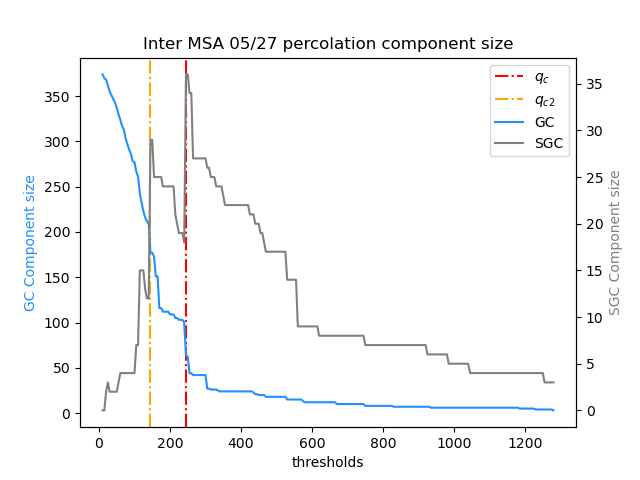 Inter MSA 05/27 percolation component size
q_c
q_c2
GC
SGC
350
300
250
200
150
100
50
0
GC Component size
35
30
25
20
15
10
5
0
SGC Component size
0 200 400 600 800 1000 1200
thresholds